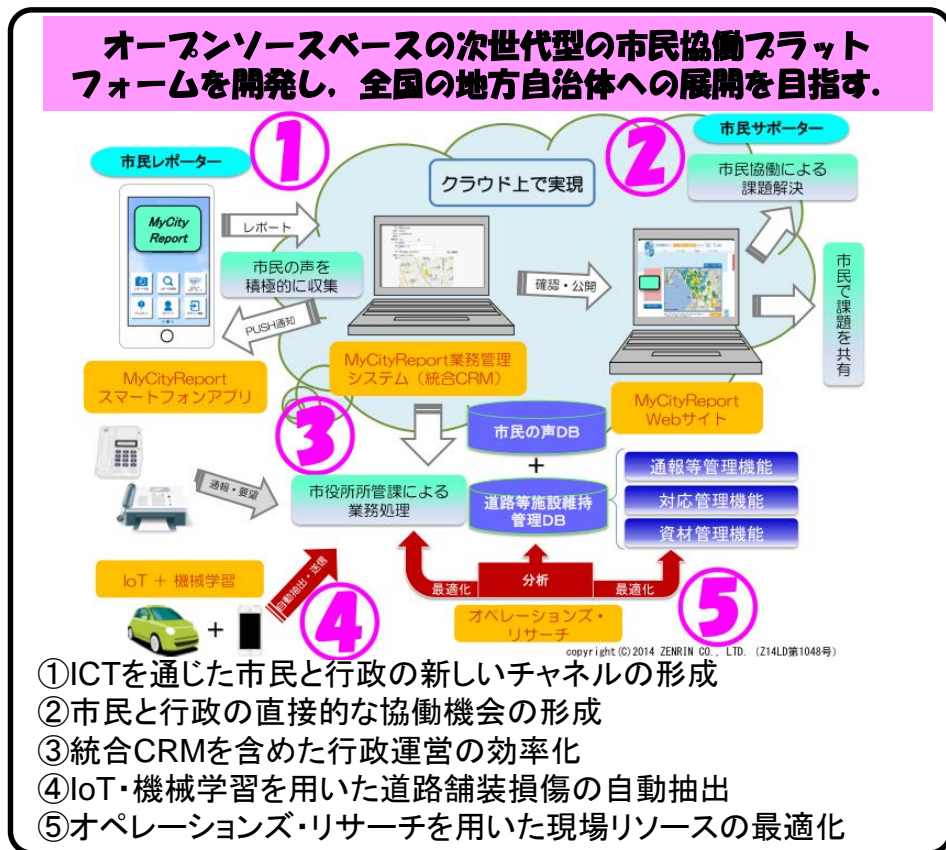 オープンソースベースの次世代型の市民協働プラット
フォームを開発し，全国の地方自治体への展開を目指す．
①
②
市民サポーター
市民レポーター
クラウド上で実現
市民協働による
課題解決
MyCity
Report
レポート
市民の声を
積極的に収集
確認・公開
市民で課題を共有
PUSH通知
MyCityReport
スマートフォンアプリ
MyCityReport業務管理
システム（統合CRM）
MyCityReport
Webサイト
③
市民の声DB
+
通報・要望
市役所所管課による
業務処理
道路等施設維持
管理DB
通報等管理機能
対応管理機能
資材管理機能
IoT + 機械学習
自動抽出・送信
+
④
最適化
分析
最適化
⑤
オペレーションズ・
リサーチ
copyright(C)2014 ZENRIN CO., LTD. (Z14LD第1048号)
①ICTを通じた市民と行政の新しいチャネルの形成
②市民と行政の直接的な協働機会の形成
③統合CRMを含めた行政運営の効率化
④IoT・機械学習を用いた道路舗装損傷の自動抽出
⑤オペレーションズ・リサーチを用いた現場リソースの最適化